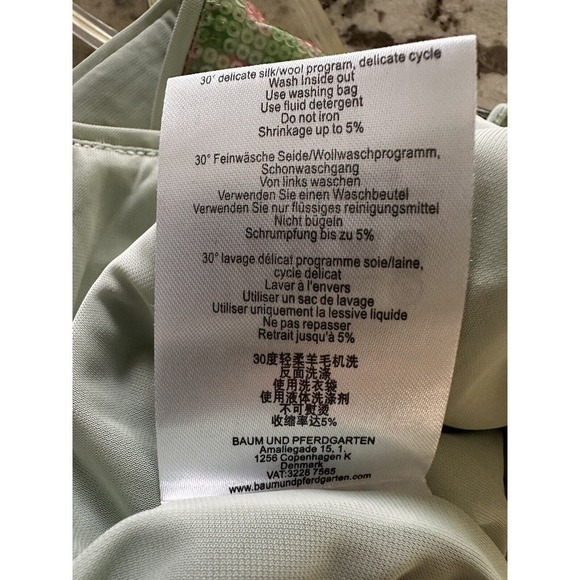 30° delicate silk/wool program, delicate cycle
Wash Inside out
Use washing bag
Use fluid detergent
Do not iron
Shrinkage up to 5%
30° Feinwäsche Seide/Wollwaschprogramm,
Schonwaschgang
Von links waschen
Verwenden Sie einen Waschbeutel
Verwenden Sie nur flüssiges reinigungsmittel
Nicht bügeln
Schrumpfung bis zu 5%
30° lavage délicat programme soie/laine,
cycle délicat
Laver à l'envers
Utiliser un sac de lavage
Utiliser uniquement la lessive liquide
Ne pas repasser
Retrait jusqu'à 5%
30度轻柔羊毛机洗
反面洗涤
使用洗衣袋
使用液体洗涤剂
不可熨烫
收缩率达5%
BAUM UND PFERDGARTEN
Amaliegade 15, 1.
1256 Copenhagen K
Denmark
VAT:3228 7565
www.baumundpferdgarten.com